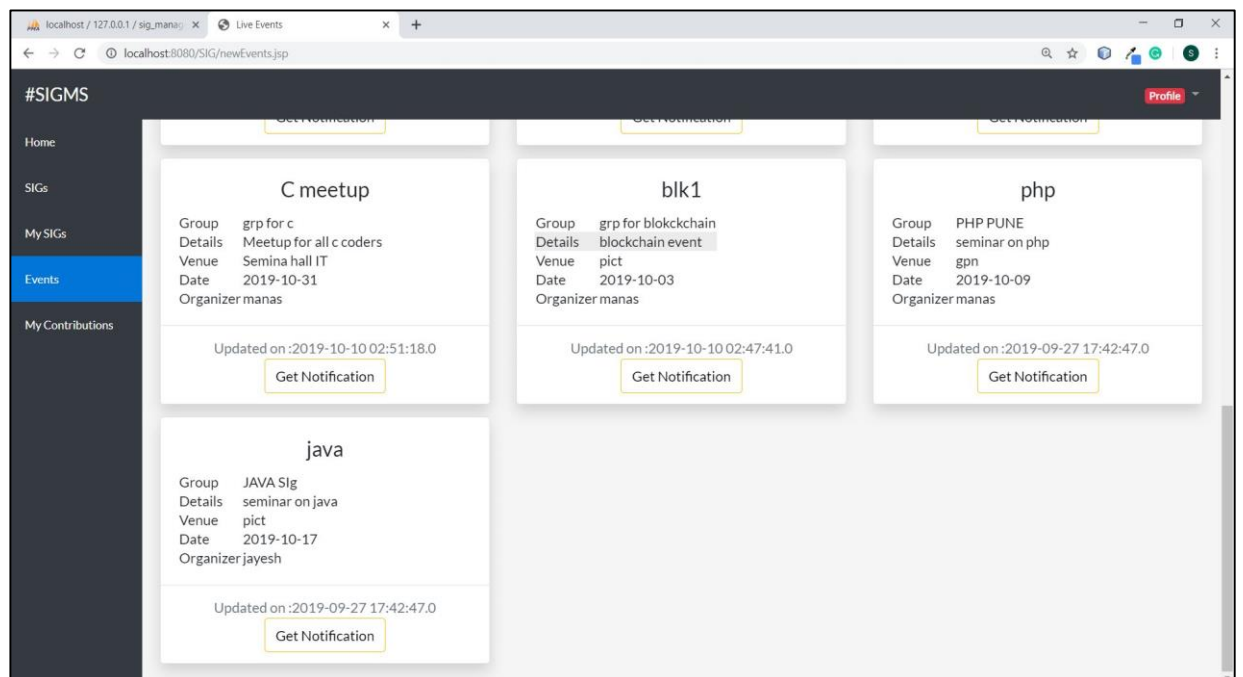 localhost / 127.0.0.1 / sig_manag
Live Events
localhost:8080/SIG/newEvents.jsp
S
#SIGMS
Profile
Home
SIGs
My SIGs
Events
My Contributions
Get Notification
Get Notification
Get Notification
C meetup
Group grp for c
Details Meetup for all c coders
Venue Semina hall IT
Date 2019-10-31
Organizer manas
Updated on :2019-10-10 02:51:18.0
Get Notification
blk1
Group grp for blokckchain
Details blockchain event
Venue pict
Date 2019-10-03
Organizer manas
Updated on :2019-10-10 02:47:41.0
Get Notification
php
Group PHP PUNE
Details seminar on php
Venue gpn
Date 2019-10-09
Organizer manas
Updated on :2019-09-27 17:42:47.0
Get Notification
java
Group JAVA SIg
Details seminar on java
Venue pict
Date 2019-10-17
Organizer jayesh
Updated on :2019-09-27 17:42:47.0
Get Notification